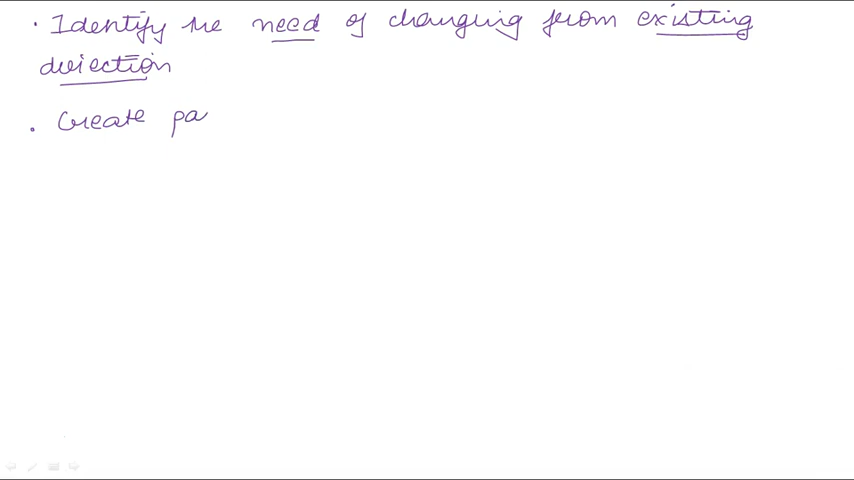 · Identify the need of changing from existing
direction
. Create pa